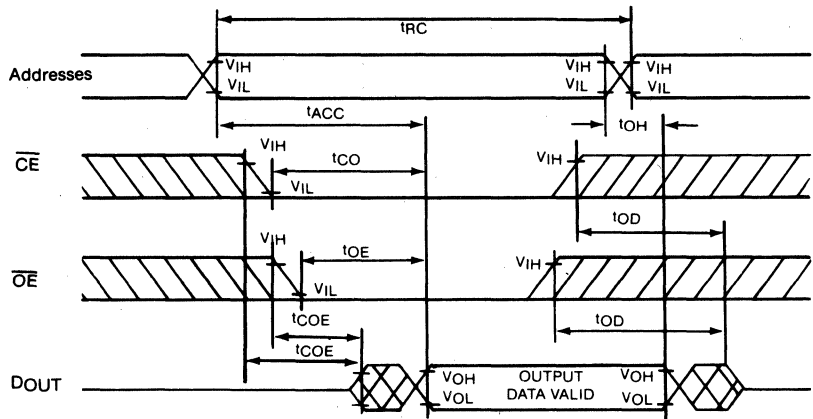 tRC
Addresses
VIH
VIL
VIH
VIL
VIH
VIL
tACC
tOH
CE
VIH
tCO
VIL
VIH
tOD
OE
VIH
tOE
VIL
VIH
tCOE
tOD
tCOE
DOUT
VOH
VOL
OUTPUT
DATA VALID
VOH
VOL